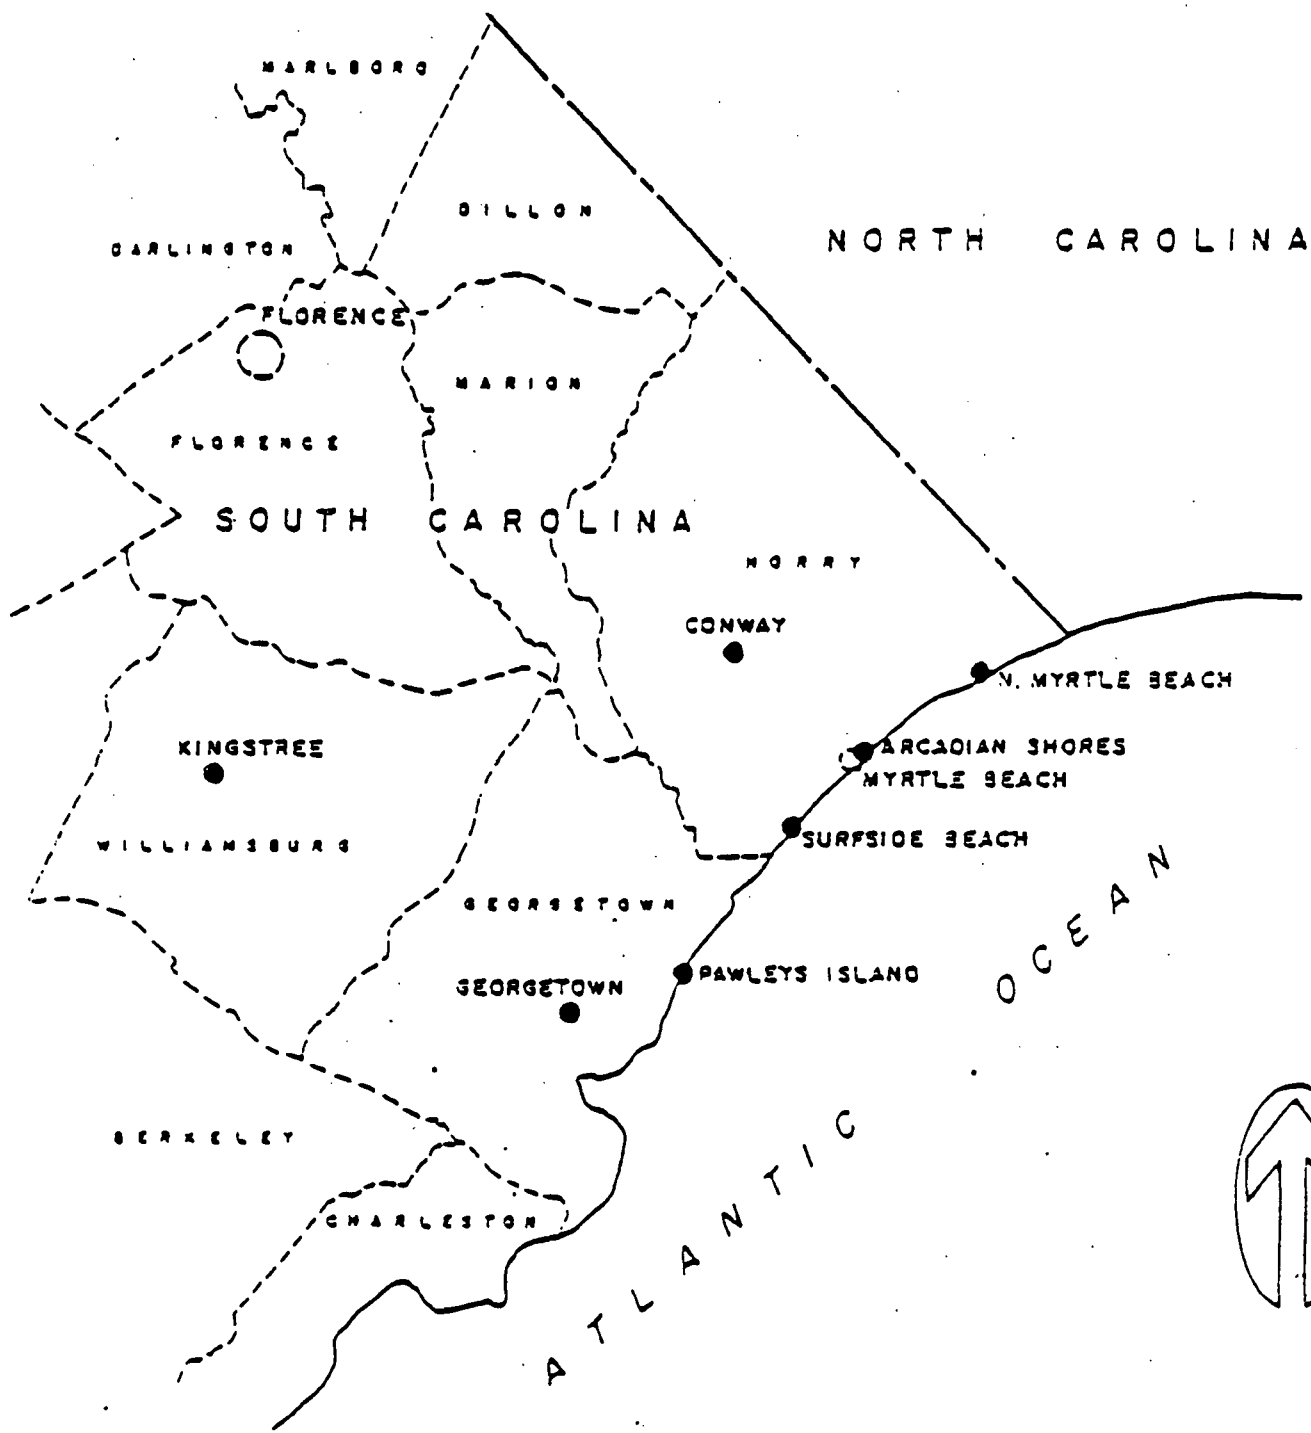 MARLBORO
DILLON
NORTH CAROLINA
DARLINGTON
FLORENCE
MARION
FLORENCE
SOUTH CAROLINA
HORRY
CONWAY
N. MYRTLE BEACH
KINGSTREE
ARCADIAN SHORES
MYRTLE BEACH
SURFSIDE BEACH
WILLIAMSBURG
GEORGETOWN
PAWLEYS ISLAND
GEORGETOWN
BERKELEY
CHARLESTON
ATLANTIC OCEAN